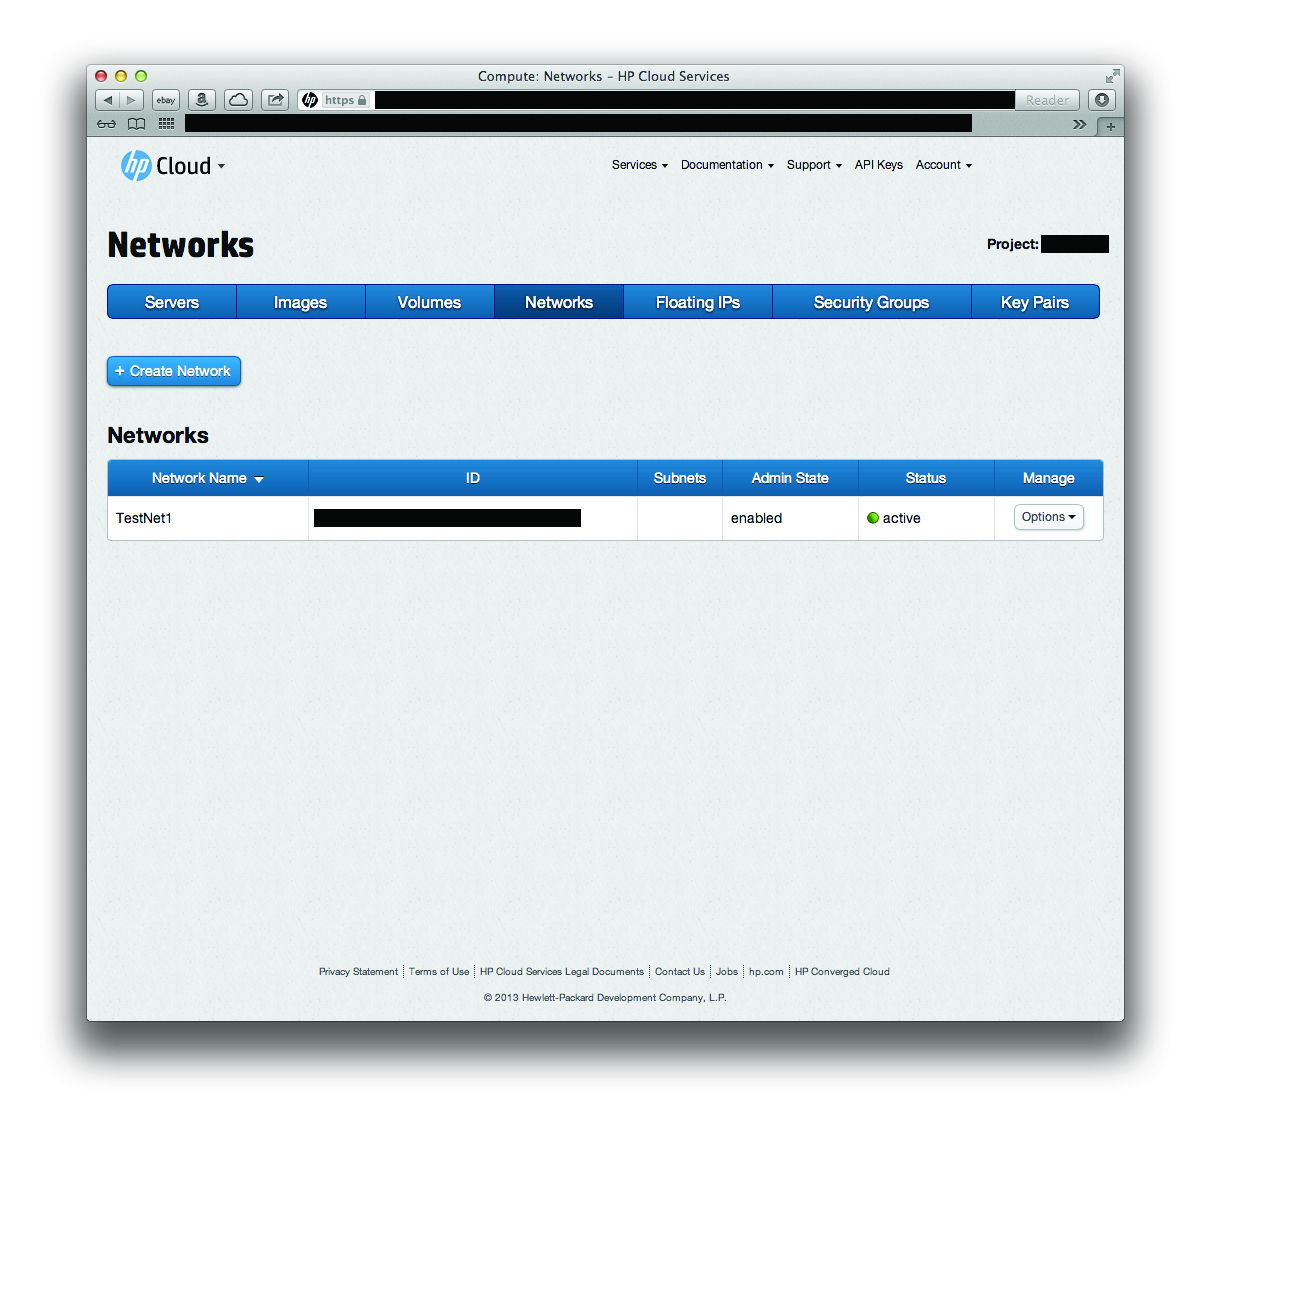 Compute: Networks – HP Cloud Services
ebay a hp https Reader
hp Cloud Services Documentation Support API Keys Account
Networks Project:
Servers Images Volumes Networks Floating IPs Security Groups Key Pairs
+ Create Network
Networks
Network Name ID Subnets Admin State Status Manage
TestNet1 enabled active Options
Privacy Statement Terms of Use HP Cloud Services Legal Documents Contact Us Jobs hp.com HP Converged Cloud
© 2013 Hewlett-Packard Development Company, L.P.